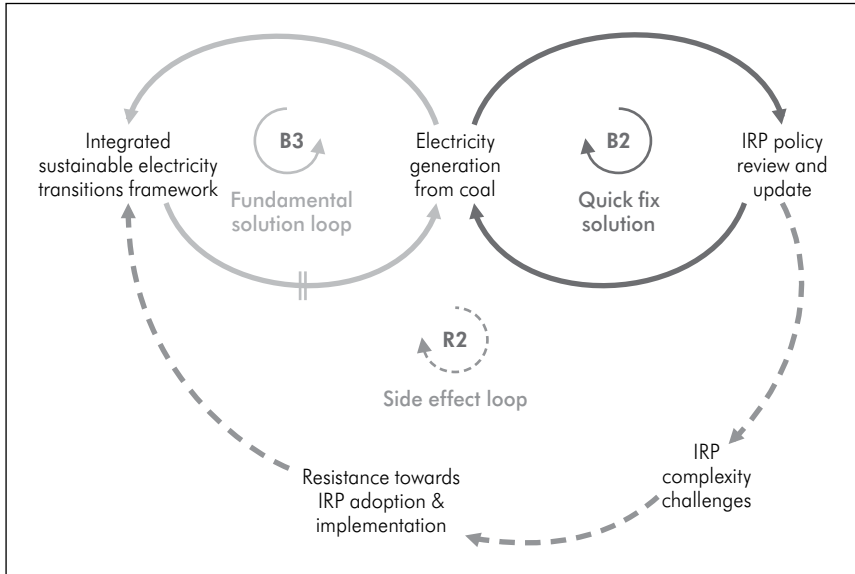 Integrated
sustainable electricity
transitions framework
B3
Fundamental
solution loop
Electricity
generation
from coal
B2
Quick fix
solution
IRP policy
review and
update
R2
Side effect loop
Resistance towards
IRP adoption &
implementation
IRP
complexity
challenges